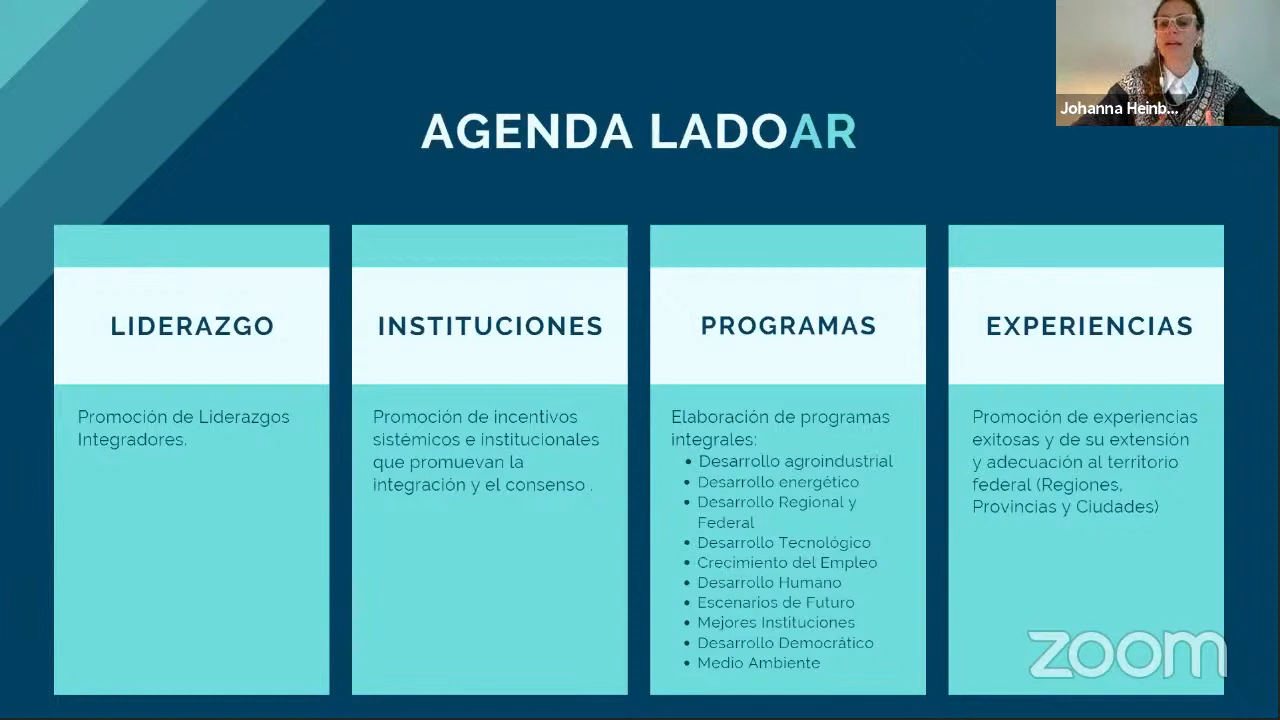 Johanna Heinb...
AGENDA LADOAR
LIDERAZGO
Promoción de Liderazgos
Integradores.
INSTITUCIONES
Promoción de incentivos
sistémicos e institucionales
que promuevan la
integración y el consenso .
PROGRAMAS
Elaboración de programas
integrales:
• Desarrollo agroindustrial
• Desarrollo energético
• Desarrollo Regional y
Federal
• Desarrollo Tecnológico
• Crecimiento del Empleo
• Desarrollo Humano
• Escenarios de Futuro
• Mejores Instituciones
• Desarrollo Democrático
• Medio Ambiente
EXPERIENCIAS
Promoción de experiencias
exitosas y de su extensión
y adecuación al territorio
federal (Regiones,
Provincias y Ciudades)
zoom